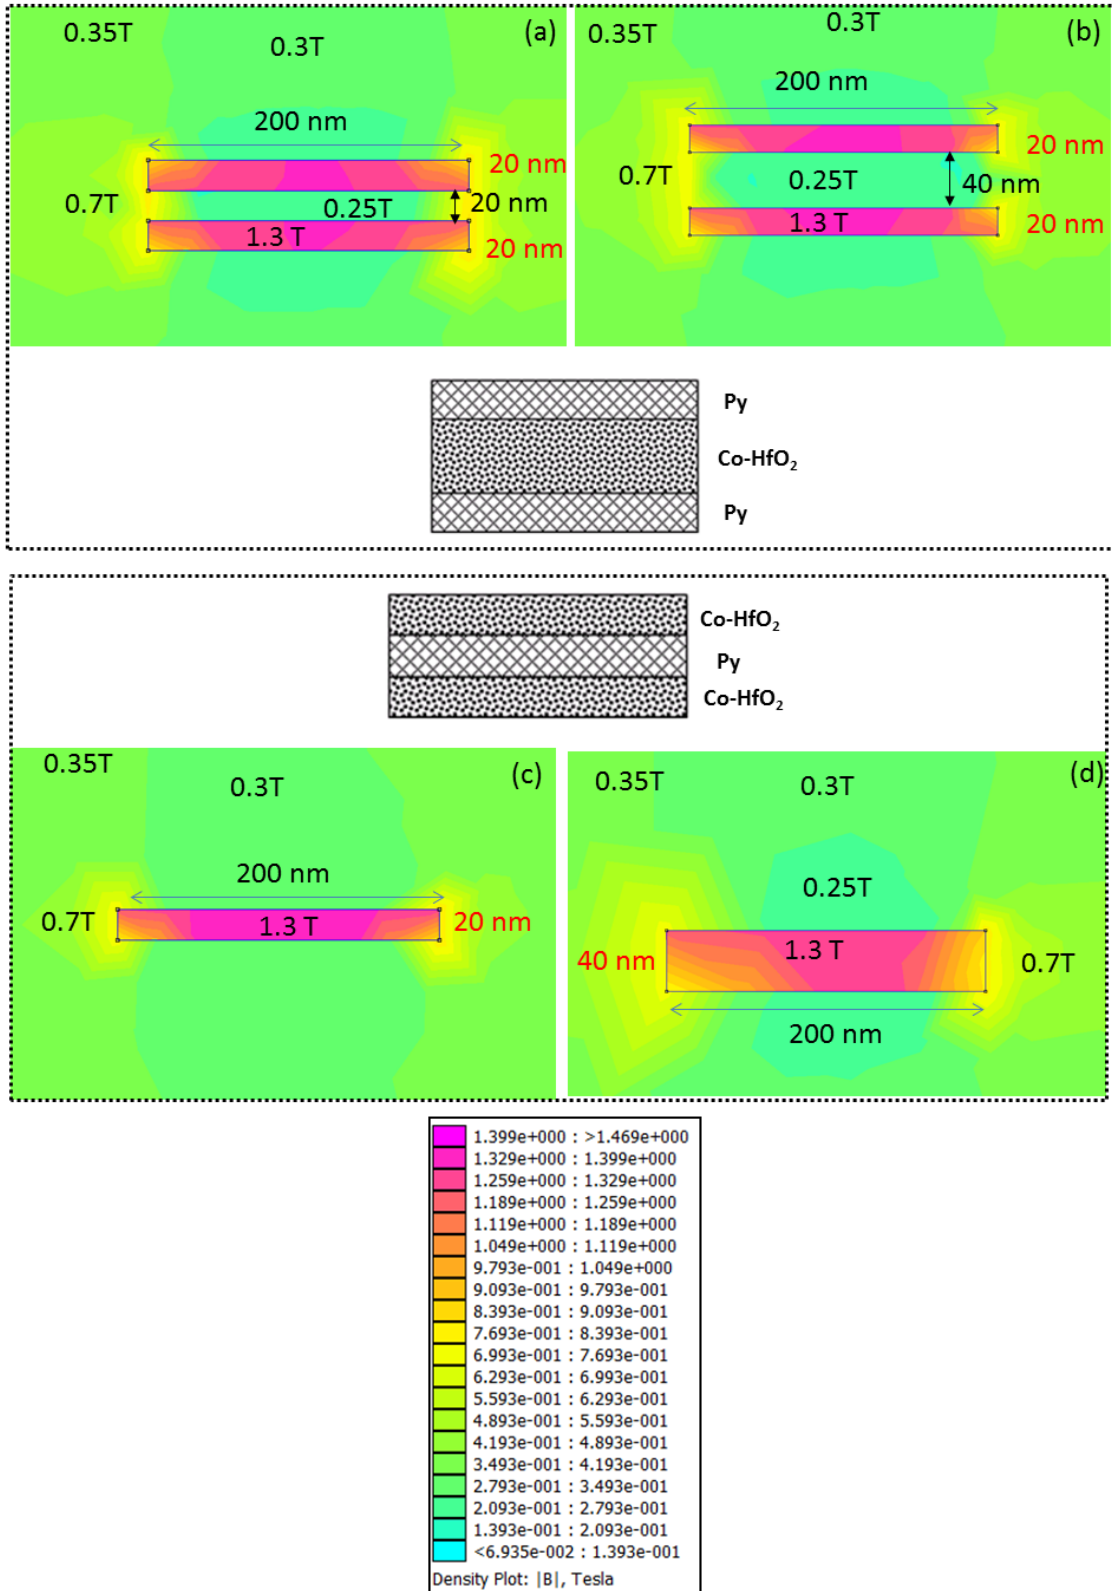 0.35T
0.3T
(a)
200 nm
20 nm
0.7T
20 nm
0.25T
1.3 T
20 nm
0.35T
0.3T
(b)
200 nm
20 nm
0.7T
0.25T
40 nm
1.3 T
20 nm
Py
Co-HfO₂
Py
Co-HfO₂
Py
Co-HfO₂
0.35T
0.3T
(c)
200 nm
0.7T
1.3 T
20 nm
0.35T
0.3T
(d)
0.25T
1.3 T
40 nm
0.7T
200 nm
1.399e+000 : >1.469e+000
1.329e+000 : 1.399e+000
1.259e+000 : 1.329e+000
1.189e+000 : 1.259e+000
1.119e+000 : 1.189e+000
1.049e+000 : 1.119e+000
9.793e-001 : 1.049e+000
9.093e-001 : 9.793e-001
8.393e-001 : 9.093e-001
7.693e-001 : 8.393e-001
6.993e-001 : 7.693e-001
6.293e-001 : 6.993e-001
5.593e-001 : 6.293e-001
4.893e-001 : 5.593e-001
4.193e-001 : 4.893e-001
3.493e-001 : 4.193e-001
2.793e-001 : 3.493e-001
2.093e-001 : 2.793e-001
1.393e-001 : 2.093e-001
<6.935e-002 : 1.393e-001
Density Plot: |B|, Tesla